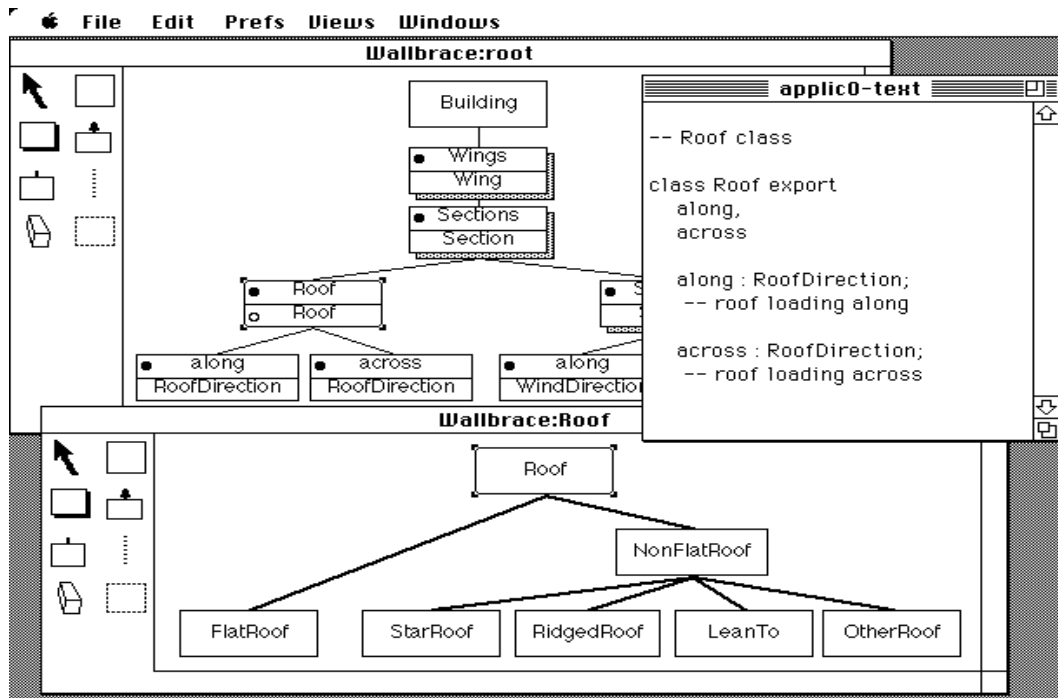 File Edit Prefs Views Windows
Wallbrace:root
Building
Wings
Wing
Sections
Section
Roof
Roof
along
RoofDirection
across
RoofDirection
along
applic0-text
-- Roof class
class Roof export
along,
across
along : RoofDirection;
-- roof loading along
across : RoofDirection;
-- roof loading across
Wallbrace:Roof
Roof
NonFlatRoof
FlatRoof
StarRoof
RidgedRoof
LeanTo
OtherRoof